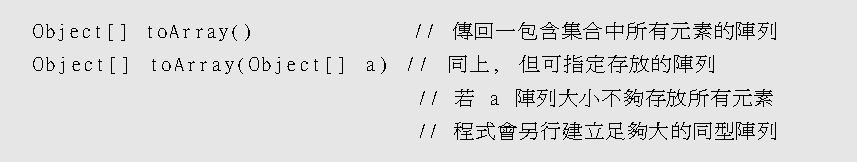 Object[] toArray() // 傳回一包含集合中所有元素的陣列
Object[] toArray(Object[] a) // 同上, 但可指定存放的陣列
// 若 a 陣列大小不夠存放所有元素
// 程式會另行建立足夠大的同型陣列